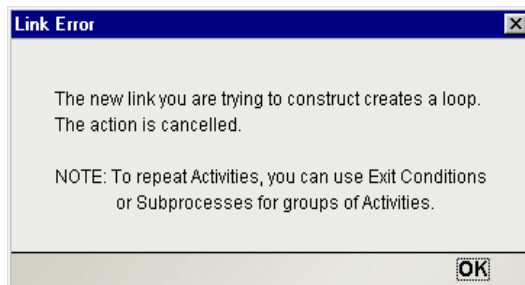 Link Error
The new link you are trying to construct creates a loop.
The action is cancelled.
NOTE: To repeat Activities, you can use Exit Conditions
or Subprocesses for groups of Activities.
OK